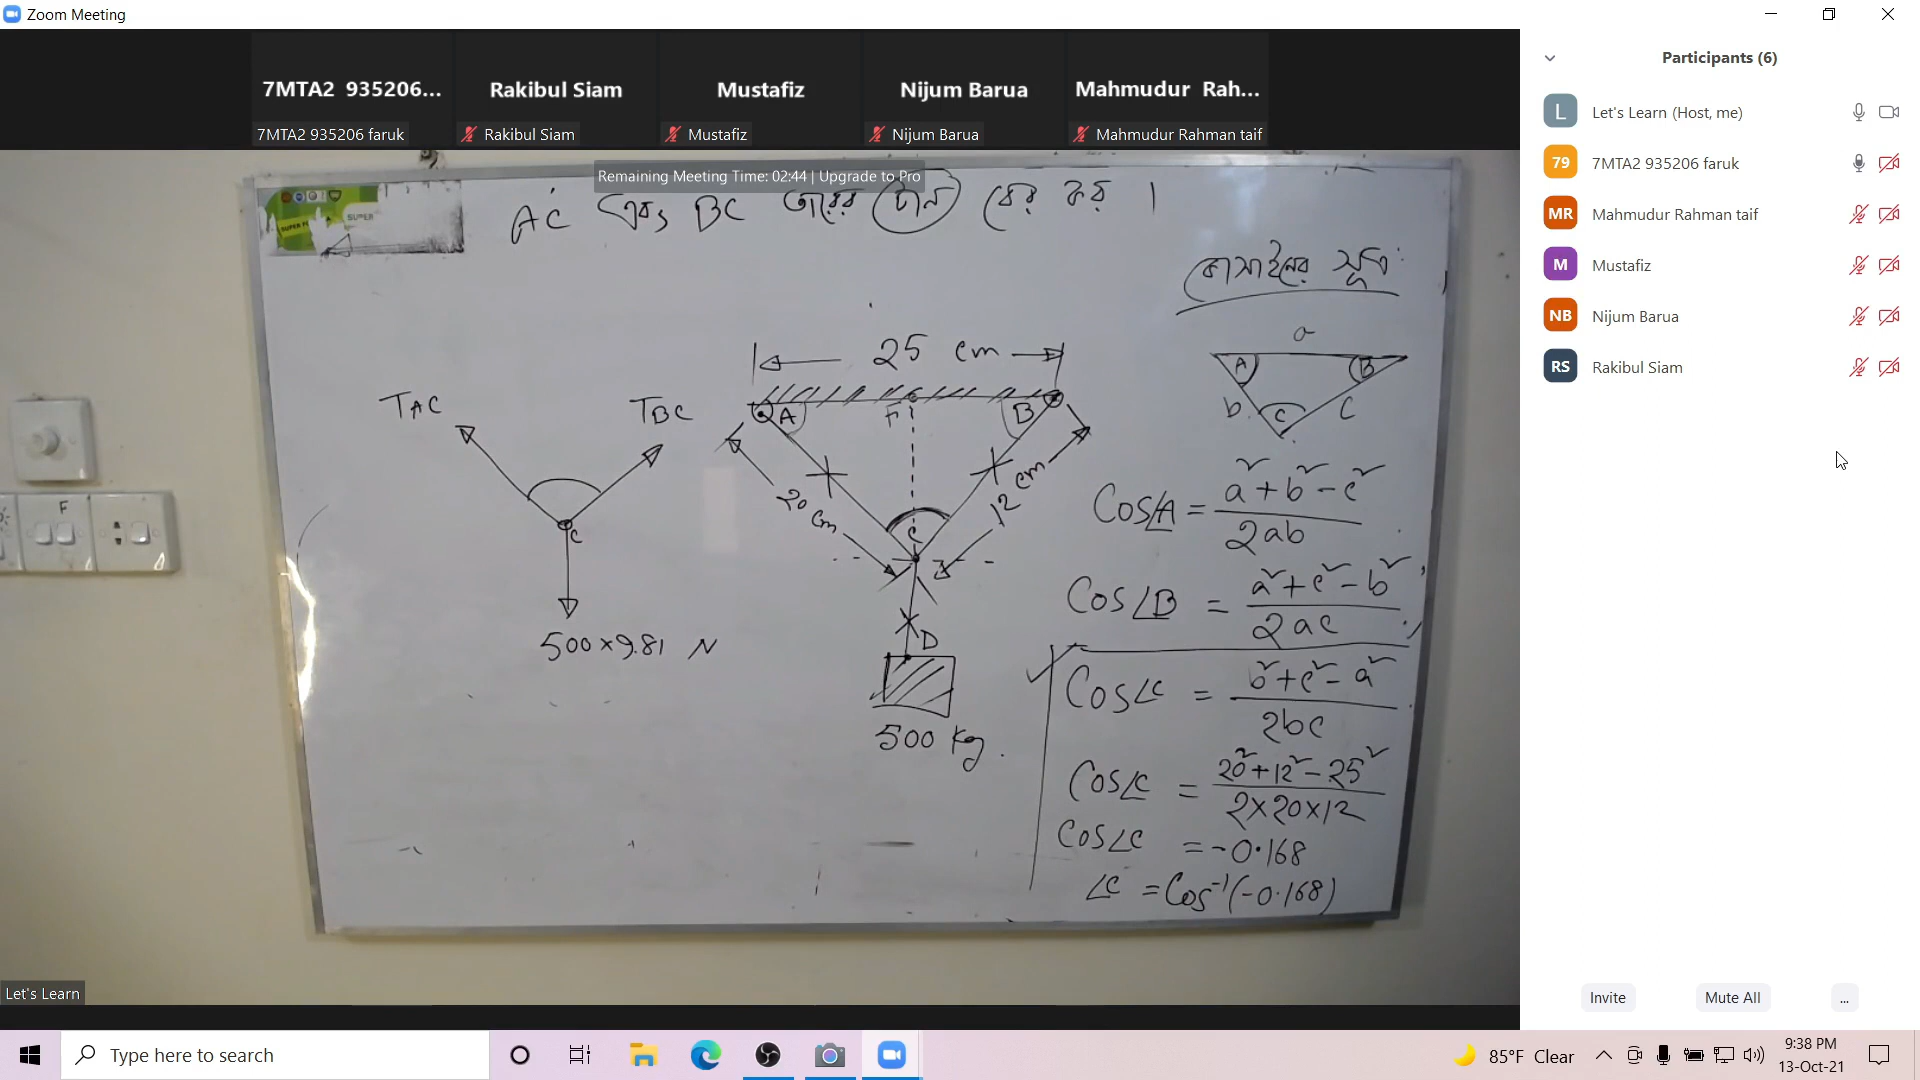 Zoom Meeting
7MTA2 935206...
Rakibul Siam
Mustafiz
Nijum Barua
Mahmudur Rah...
7MTA2 935206 faruk
Rakibul Siam
Mustafiz
Nijum Barua
Mahmudur Rahman taif
Remaining Meeting Time: 02:44 | Upgrade to Pro
AC এবং BC তারের টান বের কর ।
কোসাইনের সূত্র:
SUPER
a
A
B
b
C
C
25 cm
A
F
B
20 cm
12 cm
C
D
500 kg.
TAC
TBC
C
500×9.81 N
F
Cos∠A = a²+b²-c² / 2ab
Cos∠B = a²+c²-b² / 2ac
Cos∠C = b²+c²-a² / 2bc
Cos∠C = 20²+12²-25² / 2×20×12
Cos∠C = -0.168
∠C = Cos⁻¹(-0.168)
Let's Learn
Participants (6)
L Let's Learn (Host, me)
79 7MTA2 935206 faruk
MR Mahmudur Rahman taif
M Mustafiz
NB Nijum Barua
RS Rakibul Siam
Invite
Mute All
...
Type here to search
85°F Clear
9:38 PM
13-Oct-21